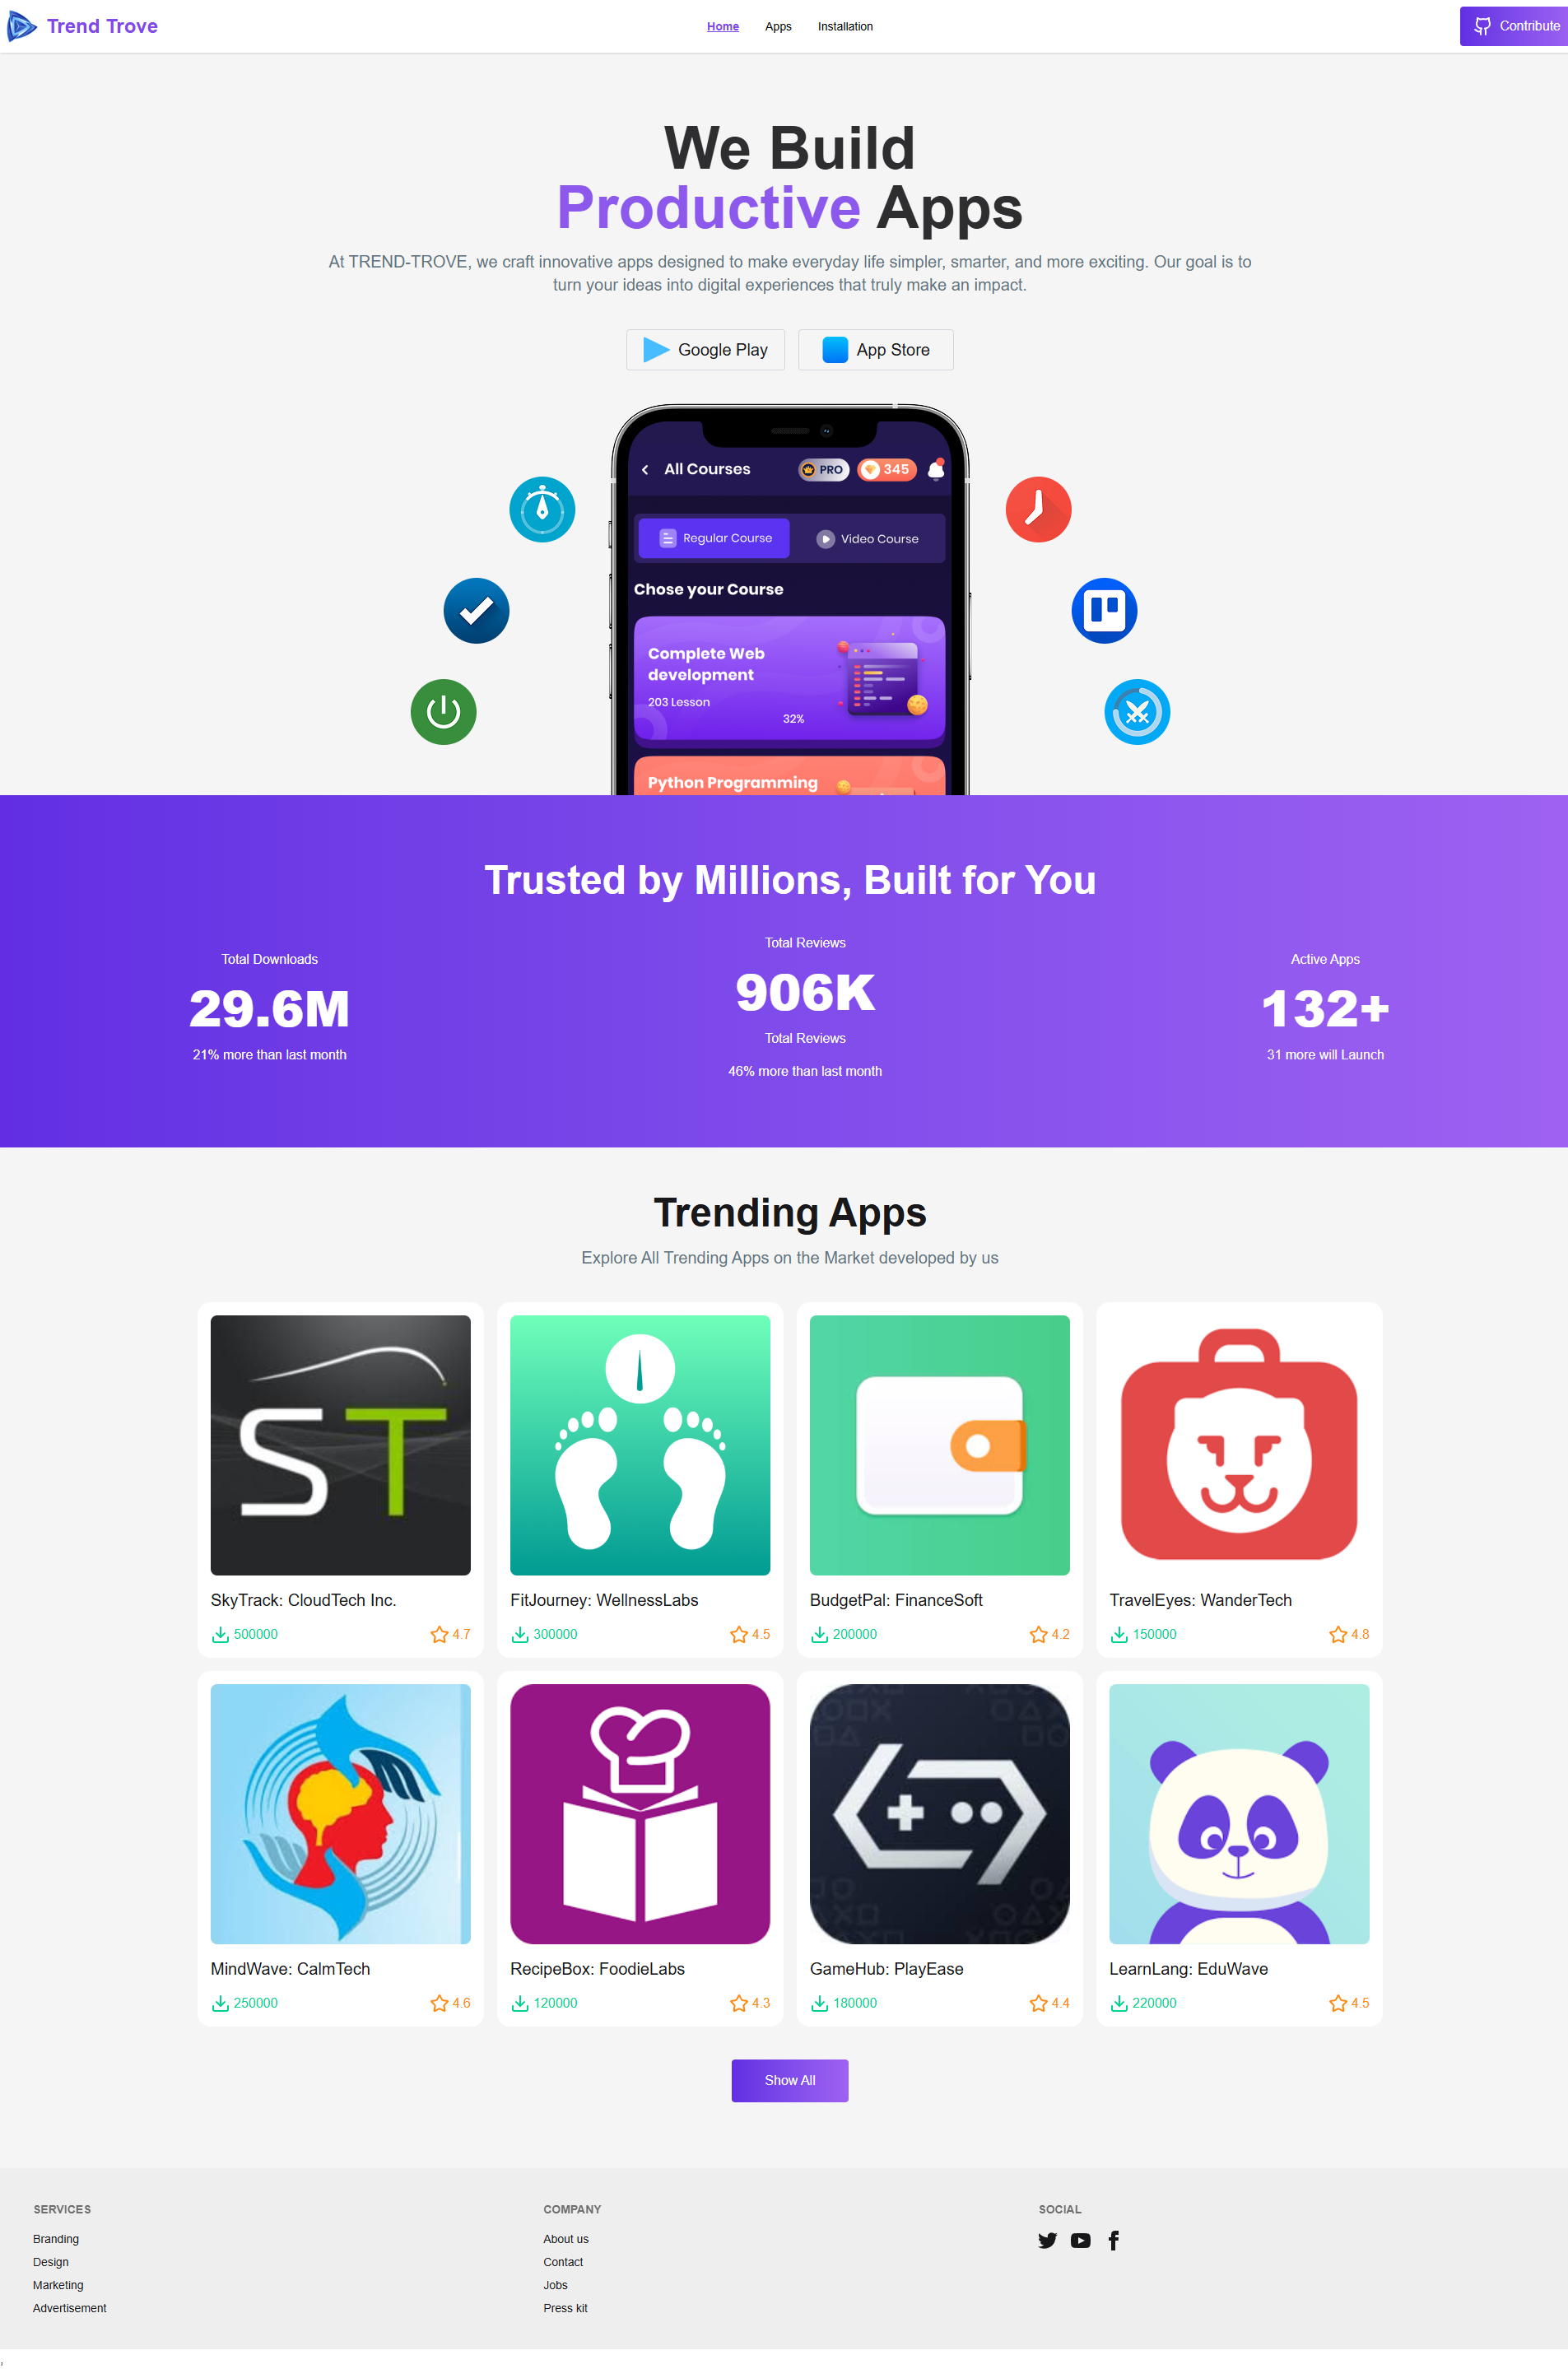 Trend Trove
Home
Apps
Installation
Contribute
We Build
Productive Apps
At TREND-TROVE, we craft innovative apps designed to make everyday life simpler, smarter, and more exciting. Our goal is to
turn your ideas into digital experiences that truly make an impact.
Google Play
App Store
All Courses
PRO
345
Regular Course
Video Course
Chose your Course
Complete Web
development
203 Lesson
32%
Python Programming
Trusted by Millions, Built for You
Total Downloads
29.6M
21% more than last month
Total Reviews
906K
Total Reviews
46% more than last month
Active Apps
132+
31 more will Launch
Trending Apps
Explore All Trending Apps on the Market developed by us
ST
SkyTrack: CloudTech Inc.
500000
4.7
FitJourney: WellnessLabs
300000
4.5
BudgetPal: FinanceSoft
200000
4.2
TravelEyes: WanderTech
150000
4.8
MindWave: CalmTech
250000
4.6
RecipeBox: FoodieLabs
120000
4.3
GameHub: PlayEase
180000
4.4
LearnLang: EduWave
220000
4.5
Show All
SERVICES
Branding
Design
Marketing
Advertisement
COMPANY
About us
Contact
Jobs
Press kit
SOCIAL
,